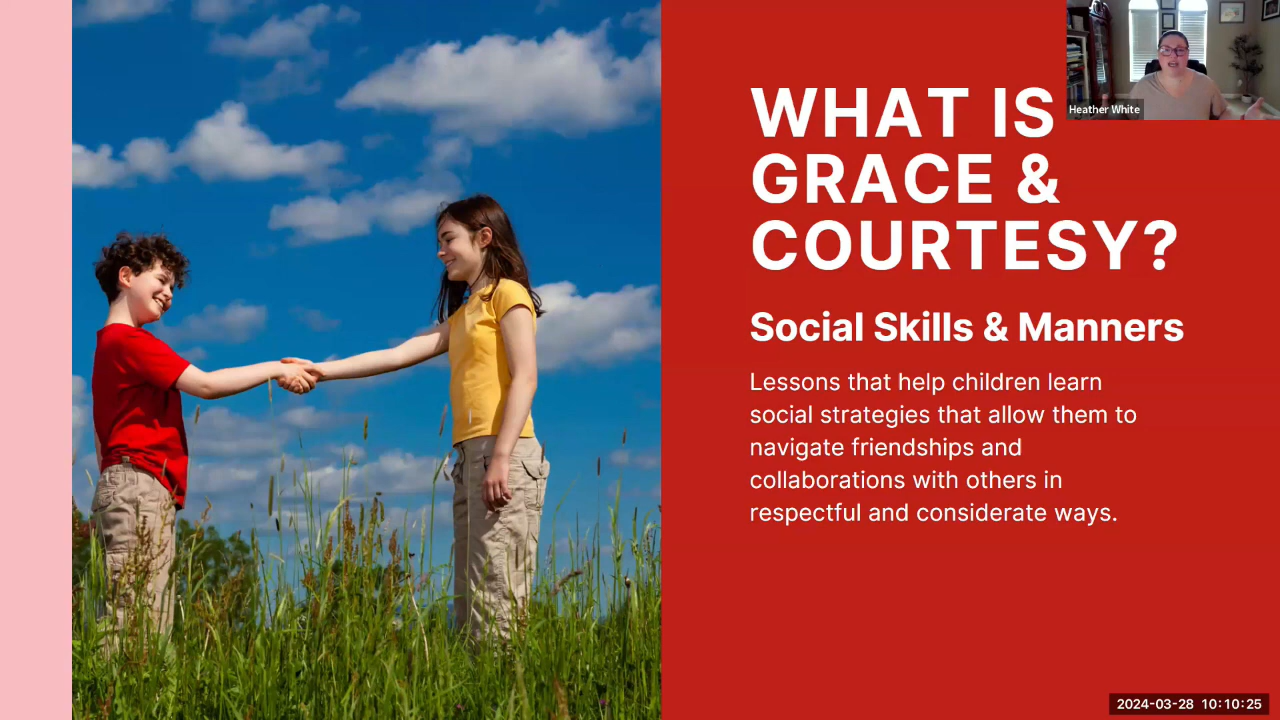 WHAT IS
GRACE &
COURTESY?
Heather White
Social Skills & Manners
Lessons that help children learn
social strategies that allow them to
navigate friendships and
collaborations with others in
respectful and considerate ways.
2024-03-28 10:10:25